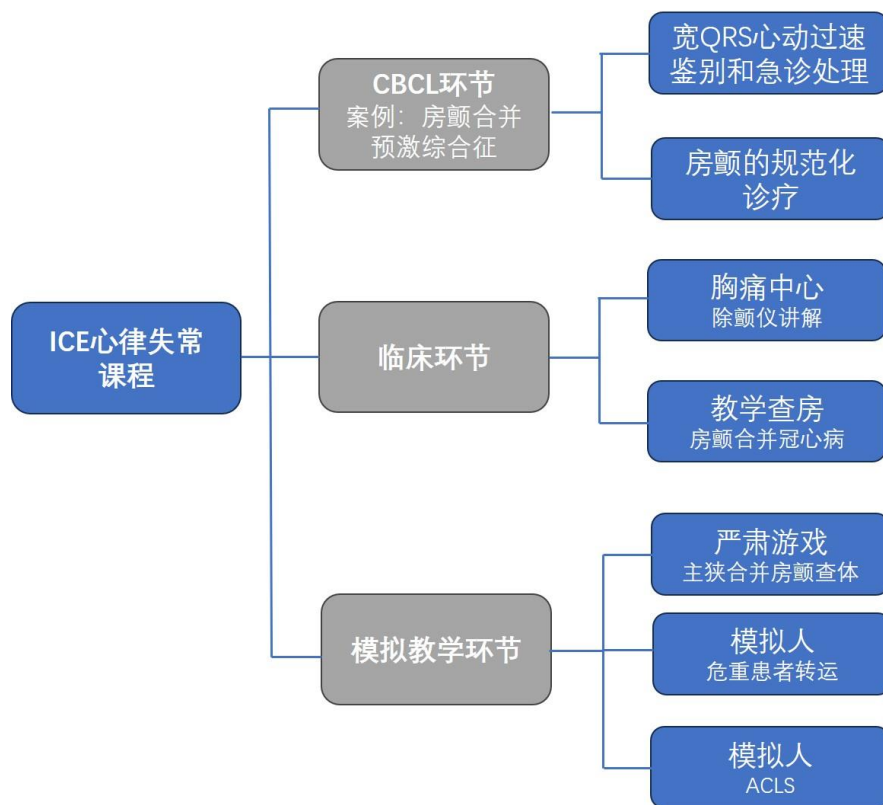 ICE心律失常
课程
CBCL环节
案例：房颤合并
预激综合征
宽QRS心动过速
鉴别和急诊处理
房颤的规范化
诊疗
临床环节
胸痛中心
除颤仪讲解
教学查房
房颤合并冠心病
模拟教学环节
严肃游戏
主狭合并房颤查体
模拟人
危重患者转运
模拟人
ACLS